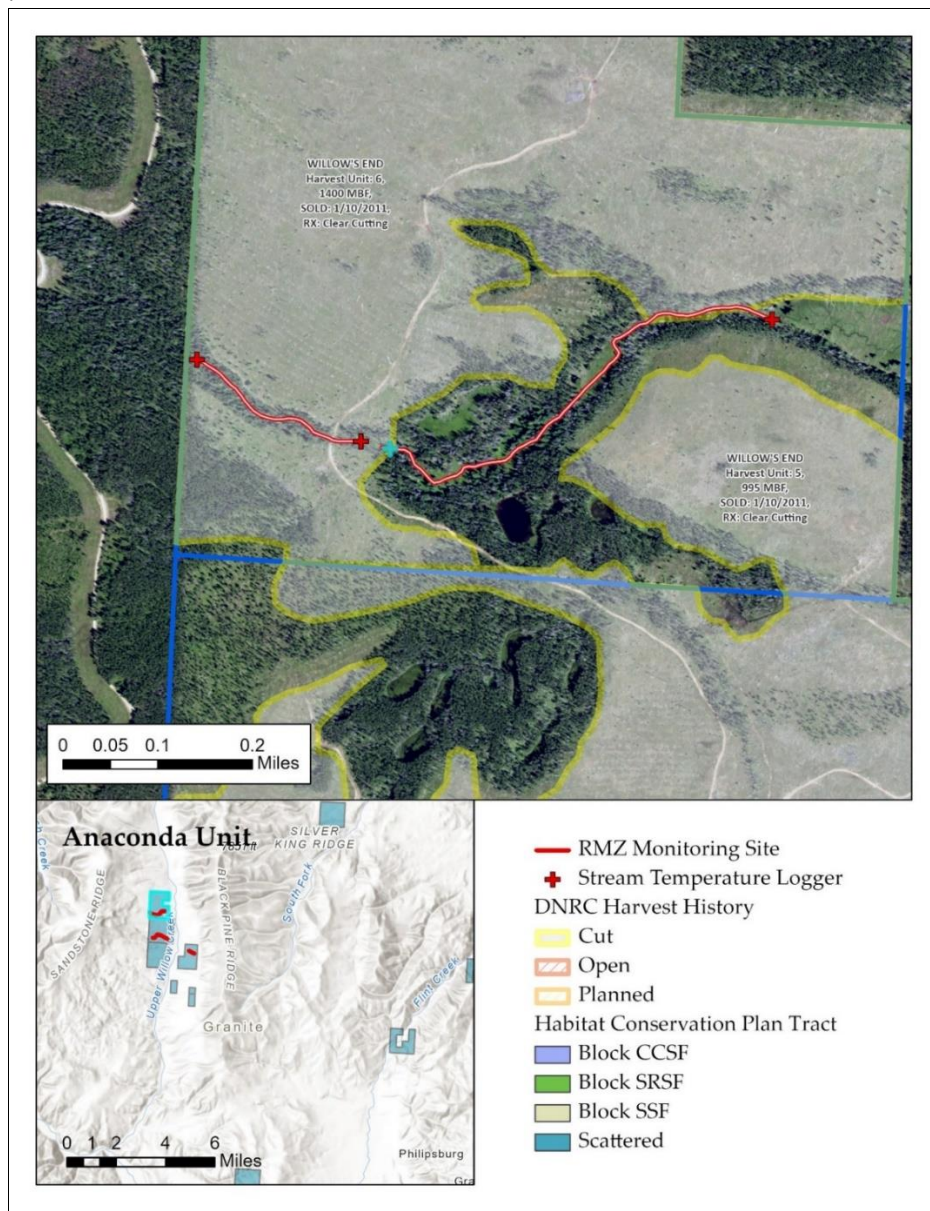 WILLOW'S END
Harvest Unit: 6,
1400 MBF,
SOLD: 1/10/2011,
RX: Clear Cutting
WILLOW'S END
Harvest Unit: 5,
995 MBF,
SOLD: 1/10/2011,
RX: Clear Cutting
0 0.05 0.1 0.2
Miles
Anaconda Unit
SILVER
KING RIDGE
Creek
SANDSTONE RIDGE
BLACK PINE RIDGE
South Fork
Upper Willow Creek
Flint Creek
Granite
Philipsburg
Gra
0 1 2 4 6
Miles
RMZ Monitoring Site
Stream Temperature Logger
DNRC Harvest History
Cut
Open
Planned
Habitat Conservation Plan Tract
Block CCSF
Block SRSF
Block SSF
Scattered